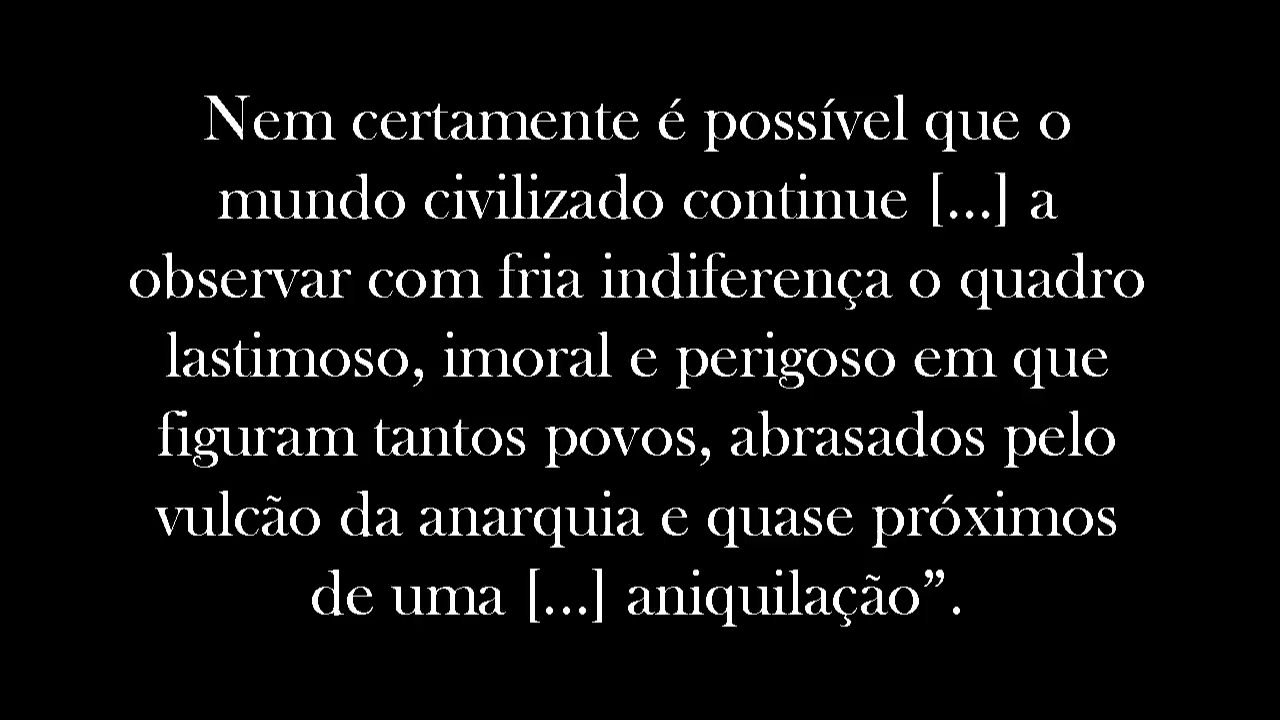 Nem certamente é possível que o
mundo civilizado continue [...] a
observar com fria indiferença o quadro
lastimoso, imoral e perigoso em que
figuram tantos povos, abrasados pelo
vulcão da anarquia e quase próximos
de uma [...] aniquilação”.